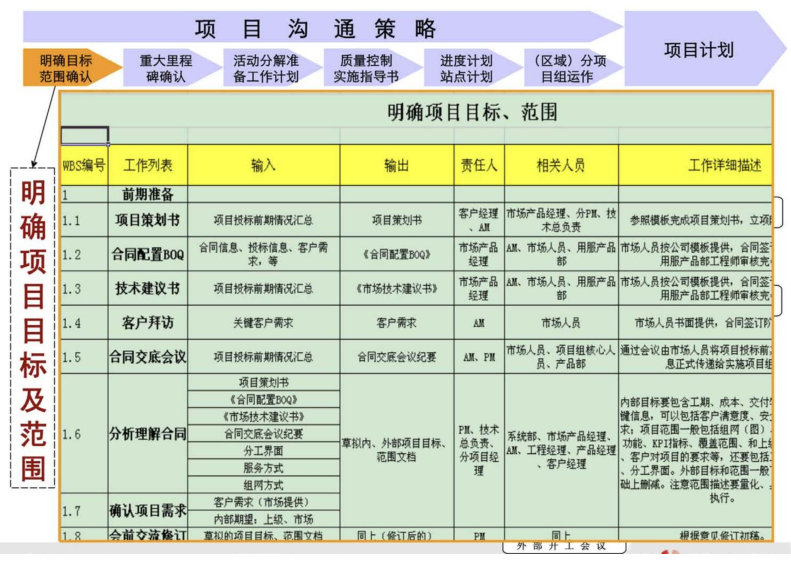 项目沟通策略
项目计划
明确目标
范围确认
重大里程
碑确认
活动分解准
备工作计划
质量控制
实施指导书
进度计划
站点计划
（区域）分项
目组运作
明确项目目标及范围
明确项目目标、范围
WBS编号 工作列表 输入 输出 责任人 相关人员 工作详细描述
1 前期准备
1.1 项目策划书 项目投标前期情况汇总 项目策划书 客户经理、AM 市场产品经理、分PM、技术总负责 参照模板完成项目策划书，立项
1.2 合同配置BOQ 合同信息、投标信息、客户需求，等 《合同配置BOQ》 市场产品经理 AM、市场人员、用服产品部 市场人员按公司模板提供，合同签
用服产品部工程师审核完
1.3 技术建议书 项目投标前期情况汇总 《市场技术建议书》 市场产品经理 AM、市场人员、用服产品部 市场人员按公司模板提供，合同签
用服产品部工程师审核完
1.4 客户拜访 关键客户需求 客户需求 AM 市场人员 市场人员书面提供，合同签订阶
1.5 合同交底会议 项目投标前期情况汇总 合同交底会议纪要 AM、PM 市场人员、项目组核心人员、产品部 通过会议由市场人员将项目投标前
息正式传递给实施项目组
1.6 分析理解合同
项目策划书
《合同配置BOQ》
《市场技术建议书》
合同交底会议纪要
分工界面
服务方式
组网方式
草拟内、外部项目目标、
范围文档
PM、技术
总负责、
分项目经
理
系统部、市场产品经理、
AM、工程经理、产品经理
、客户经理
内部目标要包含工期、成本、交付
键信息，可以包括客户满意度、安
求；项目范围一般包括组网（图）、
功能、KPI指标、覆盖范围、和上
、客户对项目的要求等，还要包括
、分工界面。外部目标和范围一般
础上删减。注意范围描述要量化、
执行。
1.7 确认项目需求
客户需求（市场提供）
内部期望：上级、市场
1.8 会前交流修订 草拟的项目目标、范围文档 同上（修订后的） PM 同上 根据意见修订初稿。
外部开工会议